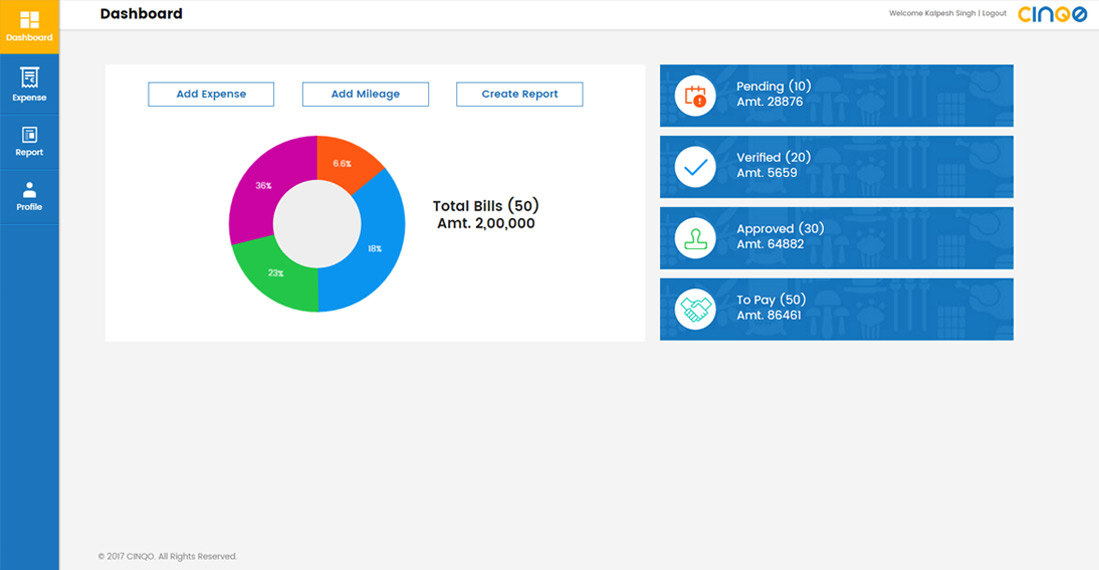 Dashboard
Dashboard
Welcome Kalpesh Singh | Logout
CINQO
Expense
Report
Profile
Add Expense
Add Mileage
Create Report
6.6%
36%
18%
23%
Total Bills (50)
Amt. 2,00,000
Pending (10)
Amt. 28876
Verified (20)
Amt. 5659
Approved (30)
Amt. 64882
To Pay (50)
Amt. 86461
© 2017 CINQO. All Rights Reserved.